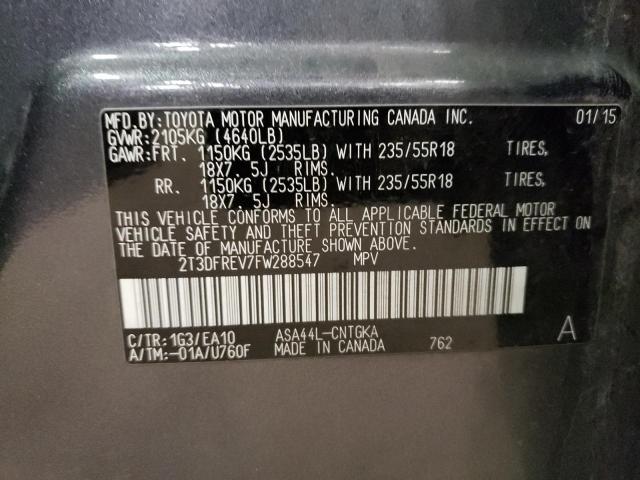 MFD.BY:TOYOTA MOTOR MANUFACTURING CANADA INC. 01/15
GVWR:2105KG (4640LB)
GAWR:FRT. 1150KG (2535LB) WITH 235/55R18 TIRES,
18X7. 5J RIMS.
RR. 1150KG (2535LB) WITH 235/55R18 TIRES,
18X7. 5J RIMS.
THIS VEHICLE CONFORMS TO ALL APPLICABLE FEDERAL MOTOR
VEHICLE SAFETY AND THEFT PREVENTION STANDARDS IN EFFECT ON
THE DATE OF MANUFACTURE SHOWN ABOVE.
2T3DFREV7FW288547 MPV
C/TR:1G3/EA10 ASA44L-CNTGKA A
A/TM:-01A/U760F MADE IN CANADA 762